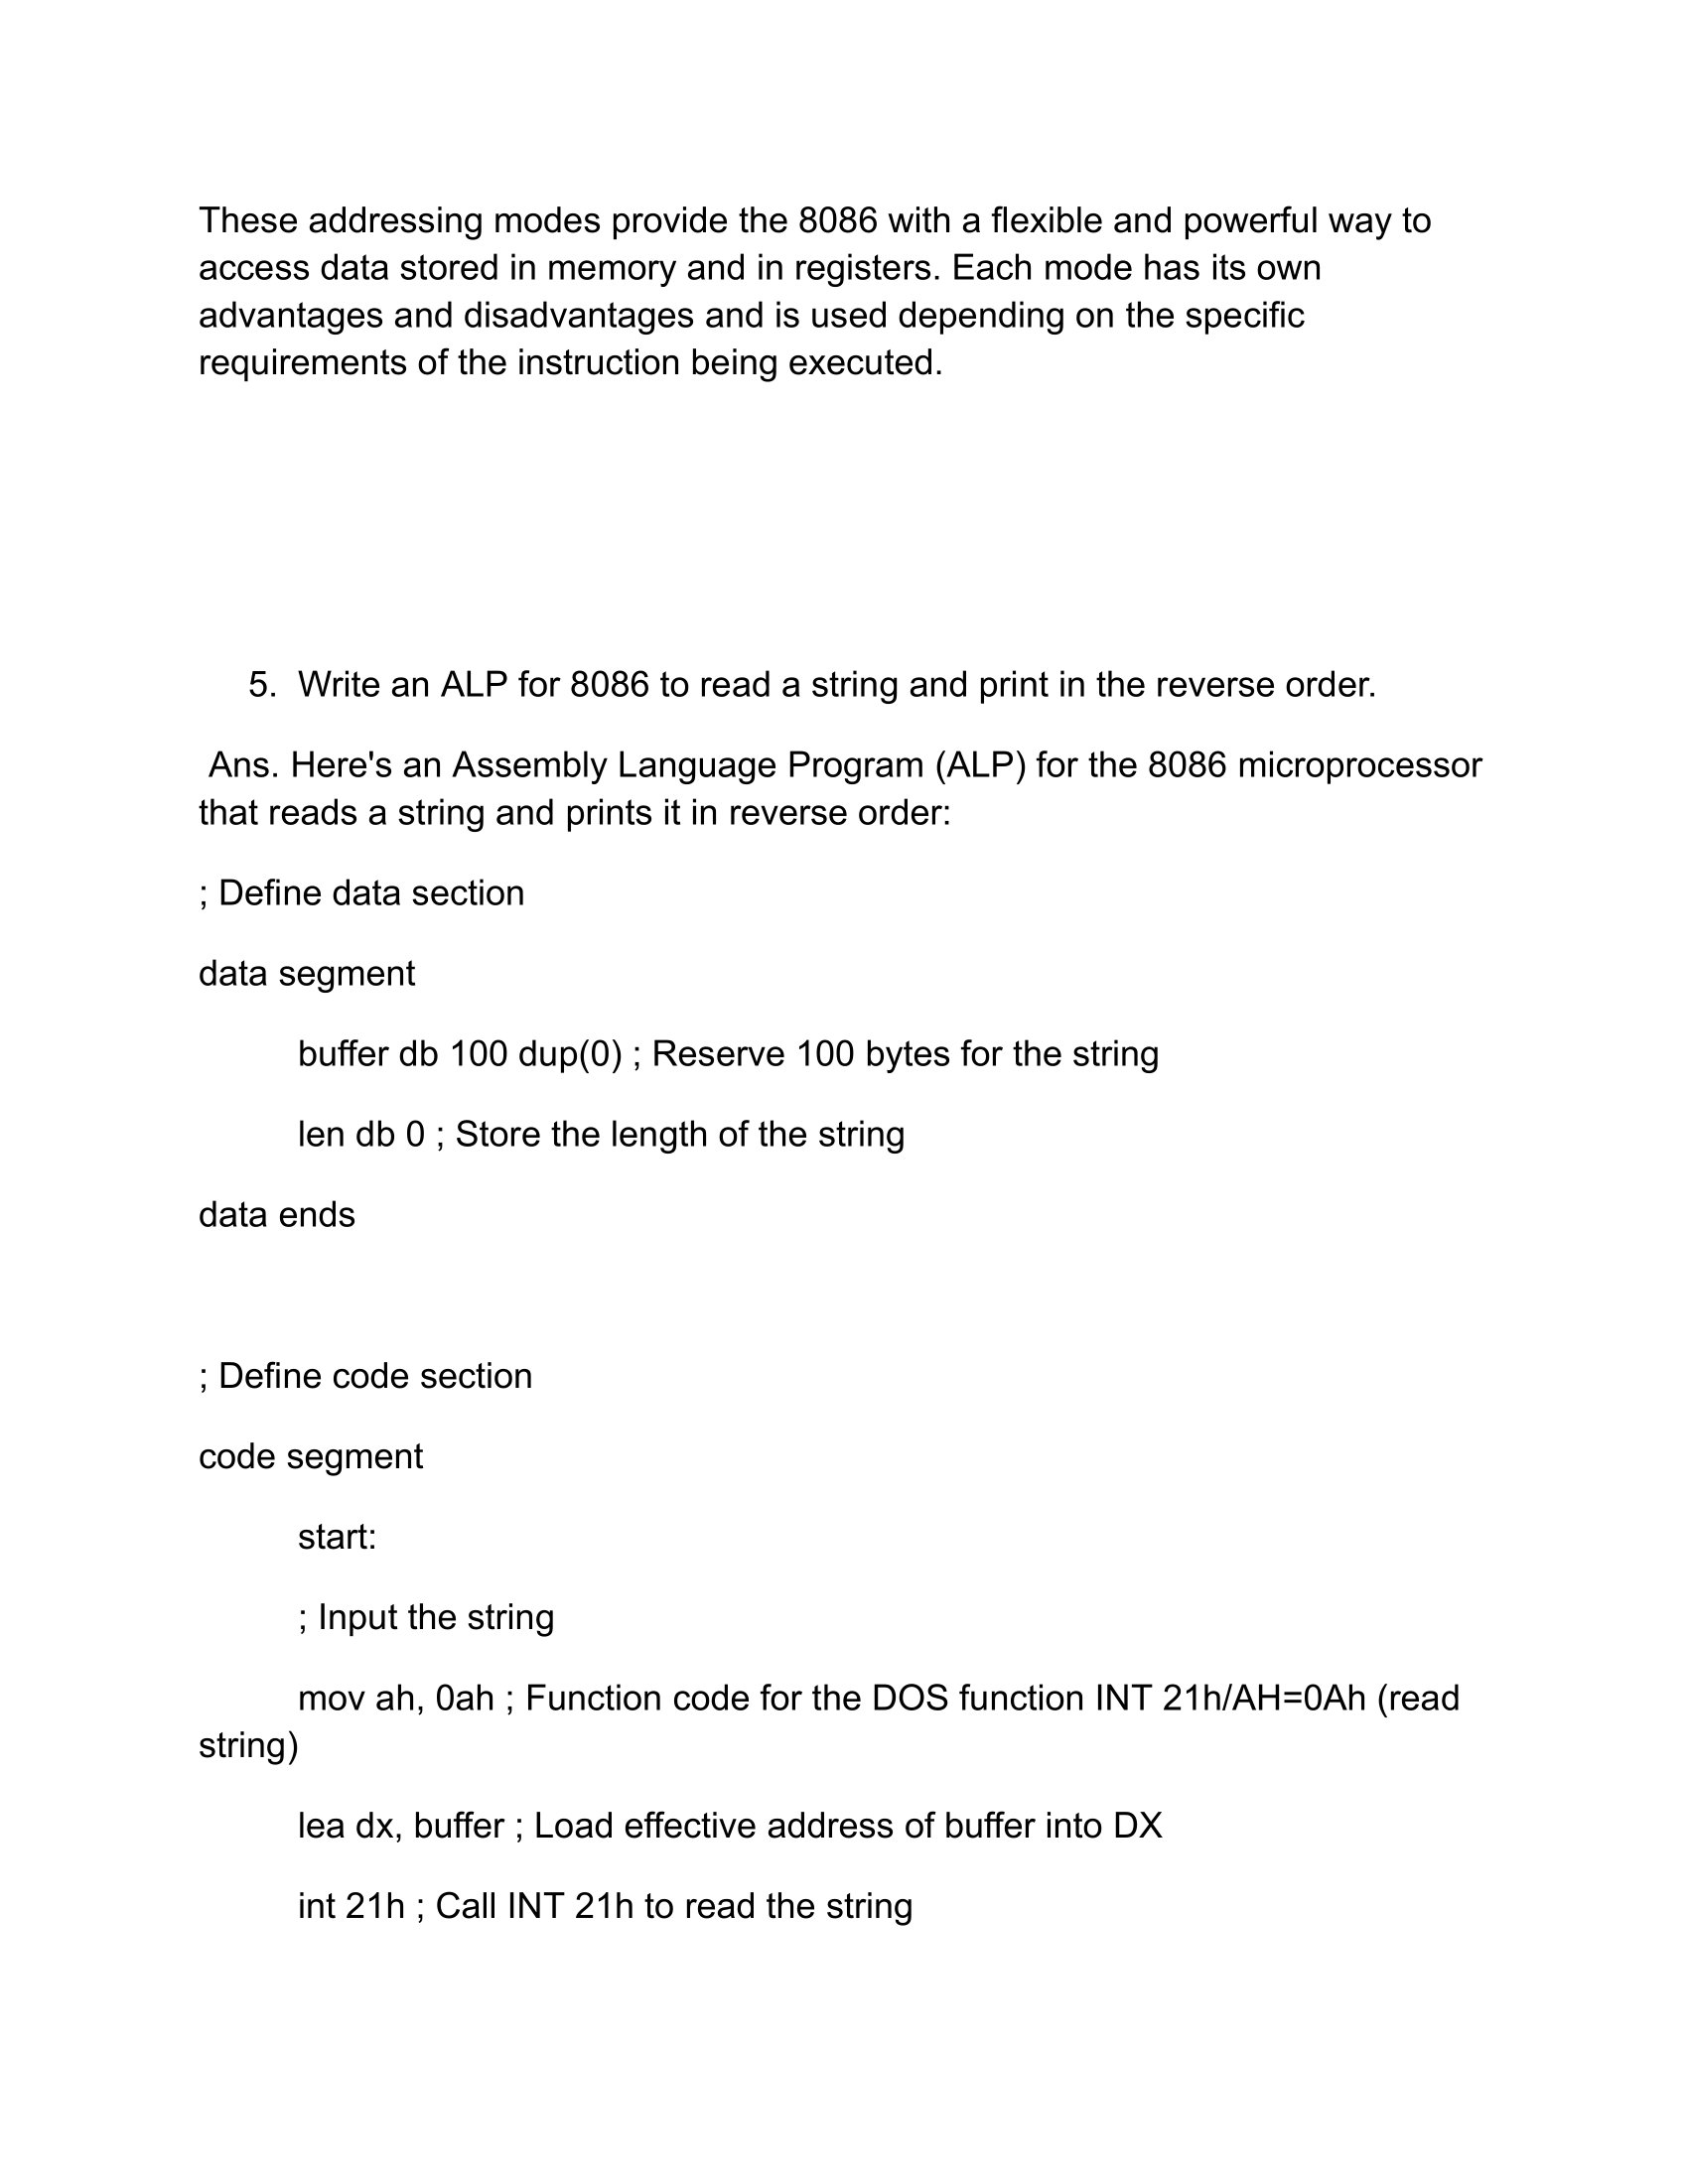 These addressing modes provide the 8086 with a flexible and powerful way to
access data stored in memory and in registers. Each mode has its own
advantages and disadvantages and is used depending on the specific
requirements of the instruction being executed.
5. Write an ALP for 8086 to read a string and print in the reverse order.
Ans. Here's an Assembly Language Program (ALP) for the 8086 microprocessor
that reads a string and prints it in reverse order:
; Define data section
data segment
buffer db 100 dup(0) ; Reserve 100 bytes for the string
len db 0 ; Store the length of the string
data ends
; Define code section
code segment
start:
; Input the string
mov ah, 0ah ; Function code for the DOS function INT 21h/AH=0Ah (read
string)
lea dx, buffer ; Load effective address of buffer into DX
int 21h ; Call INT 21h to read the string